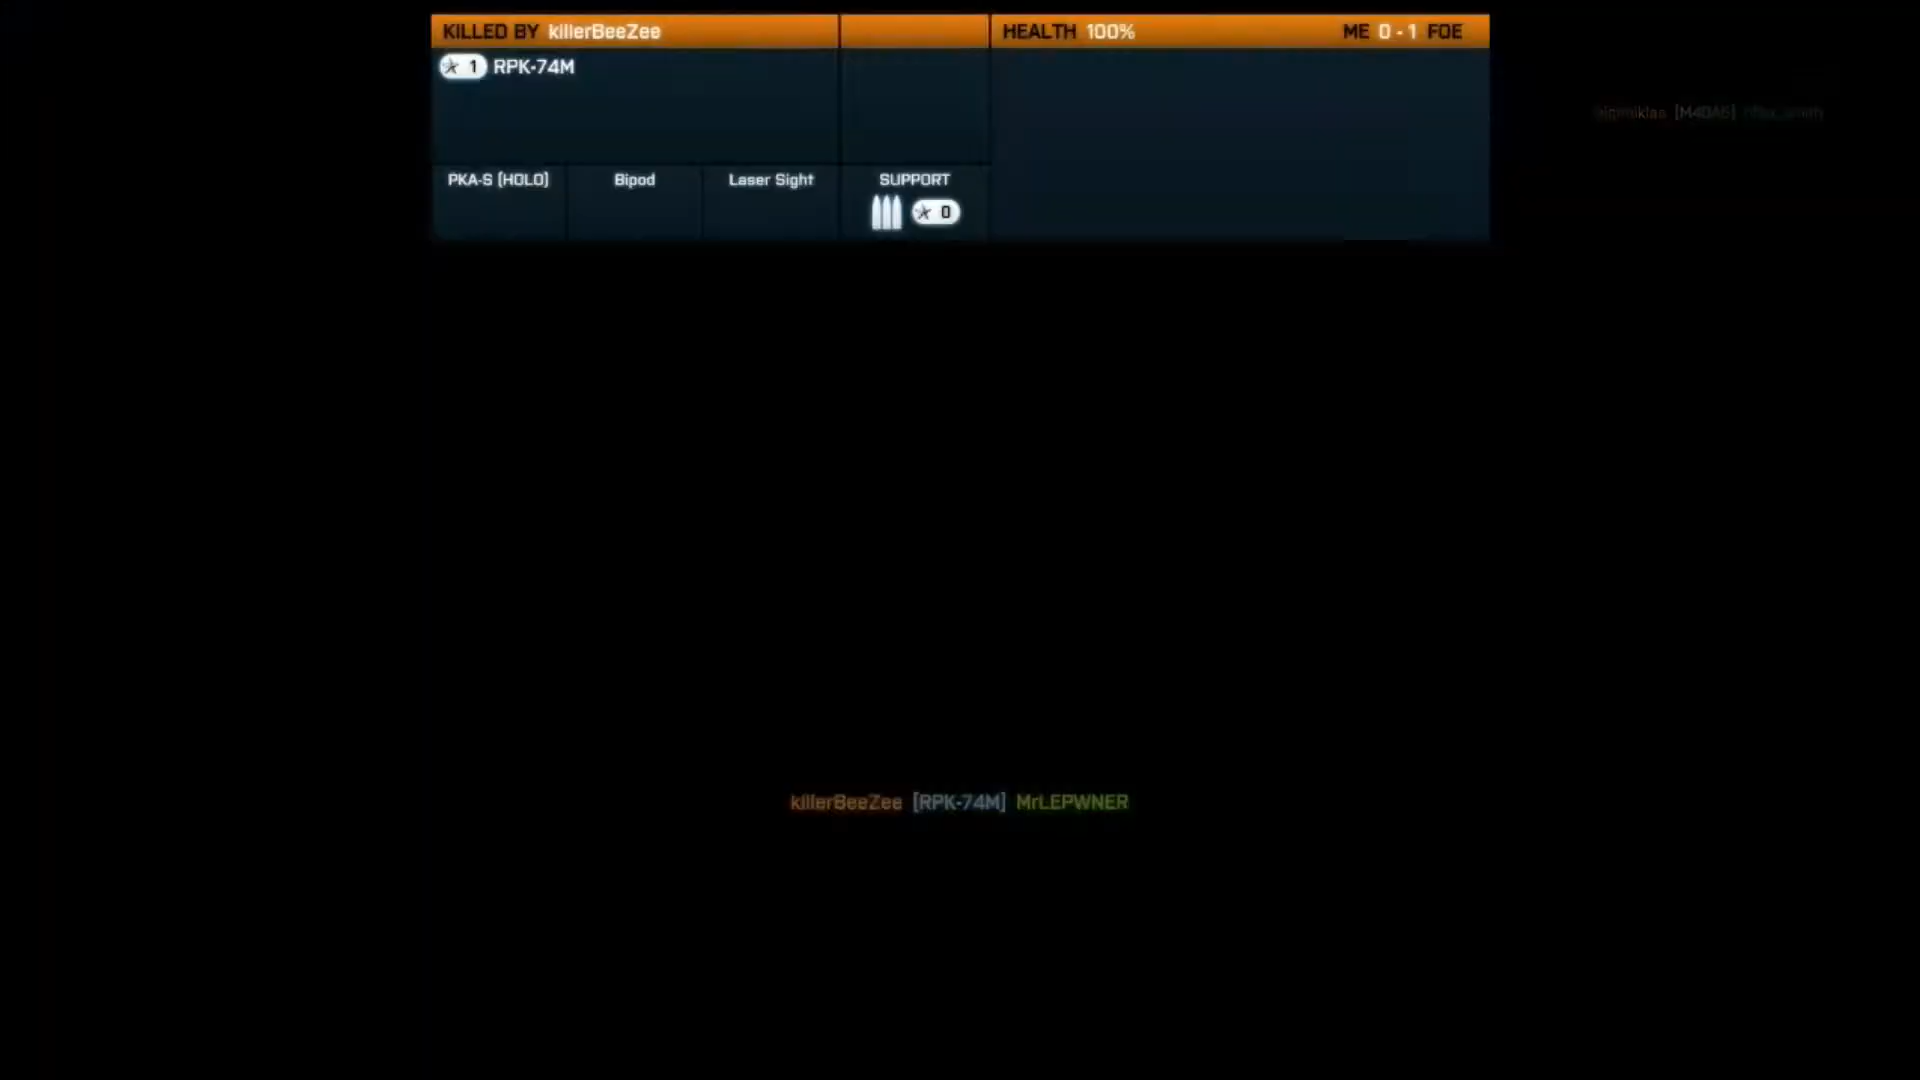 KILLED BY killerBeeZee HEALTH 100% ME 0 - 1 FOE
1 RPK-74M
[M40A5]
PKA-S (HOLO) Bipod Laser Sight SUPPORT
0
killerBeeZee [RPK-74M] MrLEPWNER